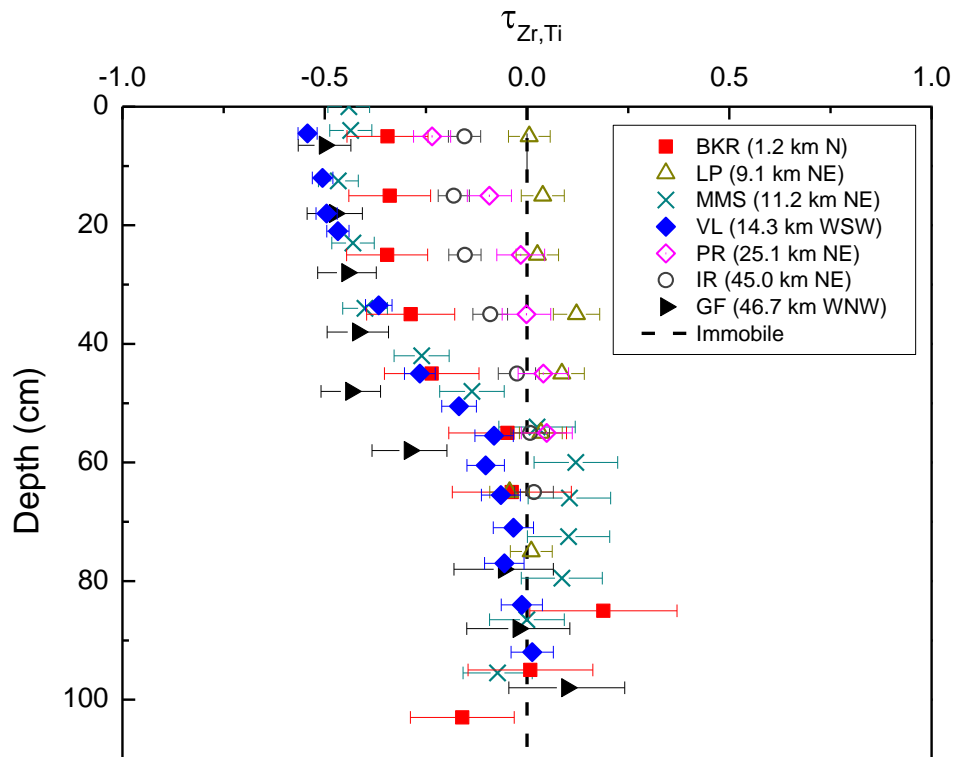 τZr,Ti
-1.0 -0.5 0.0 0.5 1.0
0
20
40
60
80
100
Depth (cm)
BKR (1.2 km N)
LP (9.1 km NE)
MMS (11.2 km NE)
VL (14.3 km WSW)
PR (25.1 km NE)
IR (45.0 km NE)
GF (46.7 km WNW)
Immobile